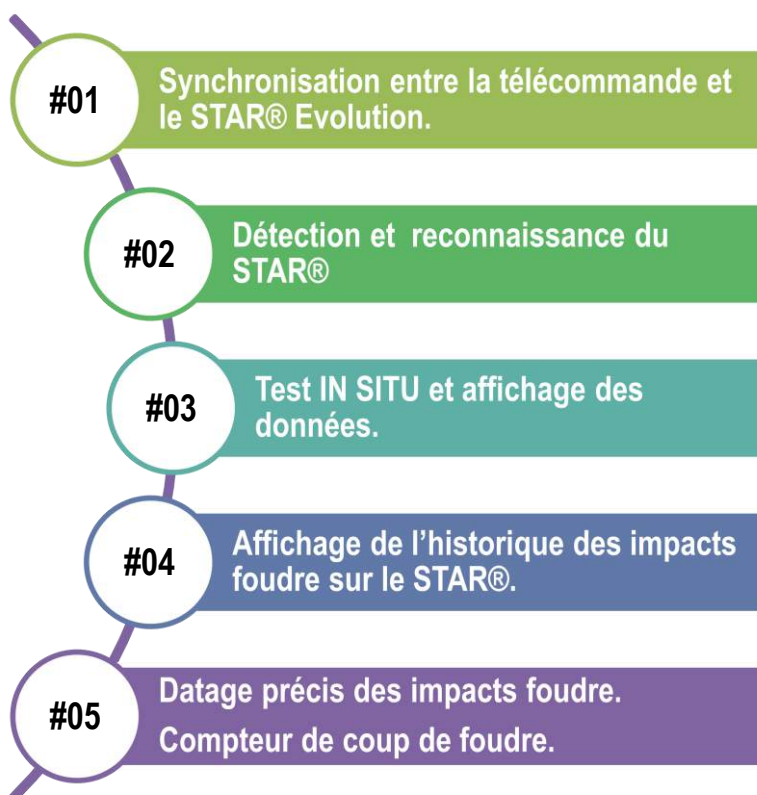 #01
Synchronisation entre la télécommande et
le STAR® Evolution.
#02
Détection et reconnaissance du
STAR®
#03
Test IN SITU et affichage des
données.
#04
Affichage de l'historique des impacts
foudre sur le STAR®.
#05
Datage précis des impacts foudre.
Compteur de coup de foudre.